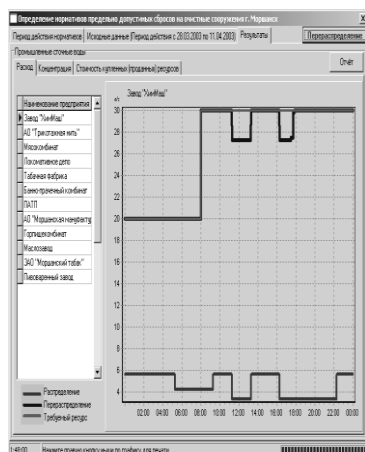 Определение нормативов предельно допустимых сбросов на очистные сооружения г. Моршанск
Период действия нормативов Исходные данные (Период действия с 28.03.2003 по 11.04.2003) Результаты Перераспределение
Промышленные сточные воды
Расход Концентрация Стоимость купленных (проданных) ресурсов Отчёт
Наименование предприятия
Завод "ХимМаш"
АО "Трикотажная нить"
Мясокомбинат
Локомотивное депо
Табачная фабрика
Банно-прачечный комбинат
ПАТП
АО "Моршанская мануфактур
Горпищекомбинат
Маслозавод
ЗАО "Моршанский табак"
Пивоваренный завод
Распределение
Перераспределение
Требуемый ресурс
Завод "ХимМаш"
30
28
26
24
22
20
18
16
14
12
10
8
6
4
02:00 04:00 06:00 08:00 10:00 12:00 14:00 16:00 18:00 20:00 22:00 00:00
Нажмите правую кнопку мыши по графику для печати